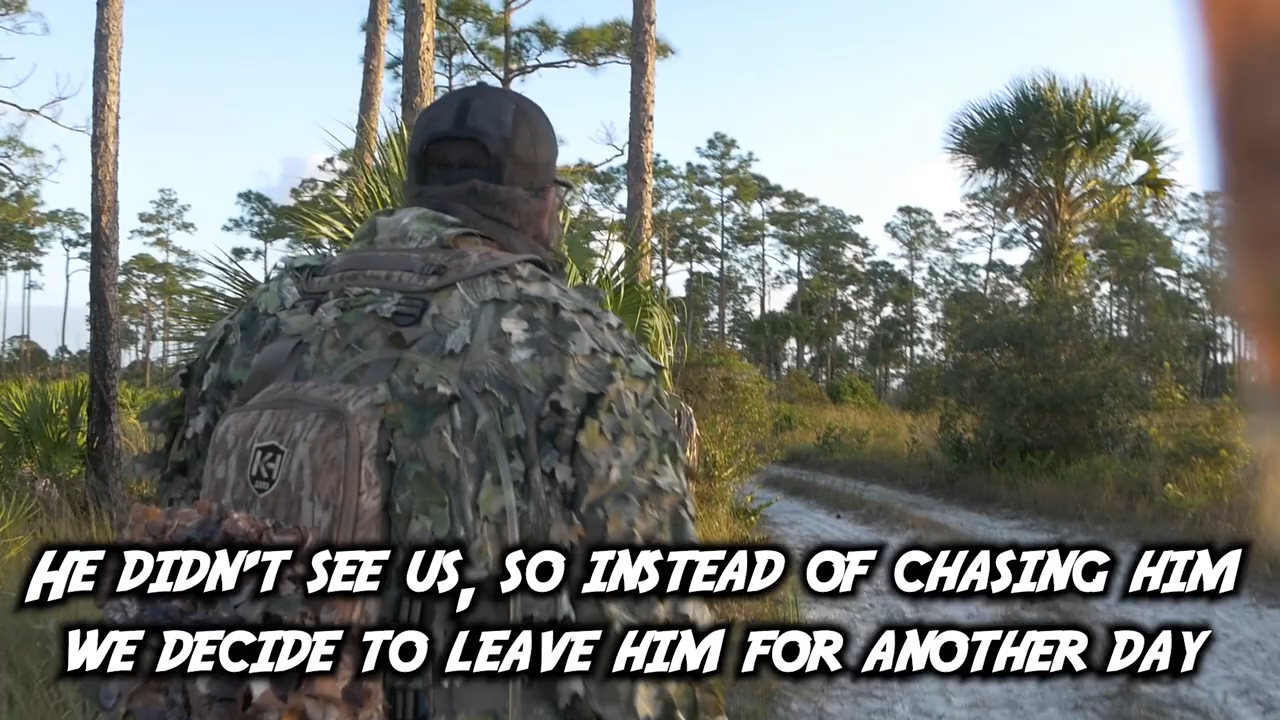 K
He didn't see us, so instead of chasing him
we decide to leave him for another day